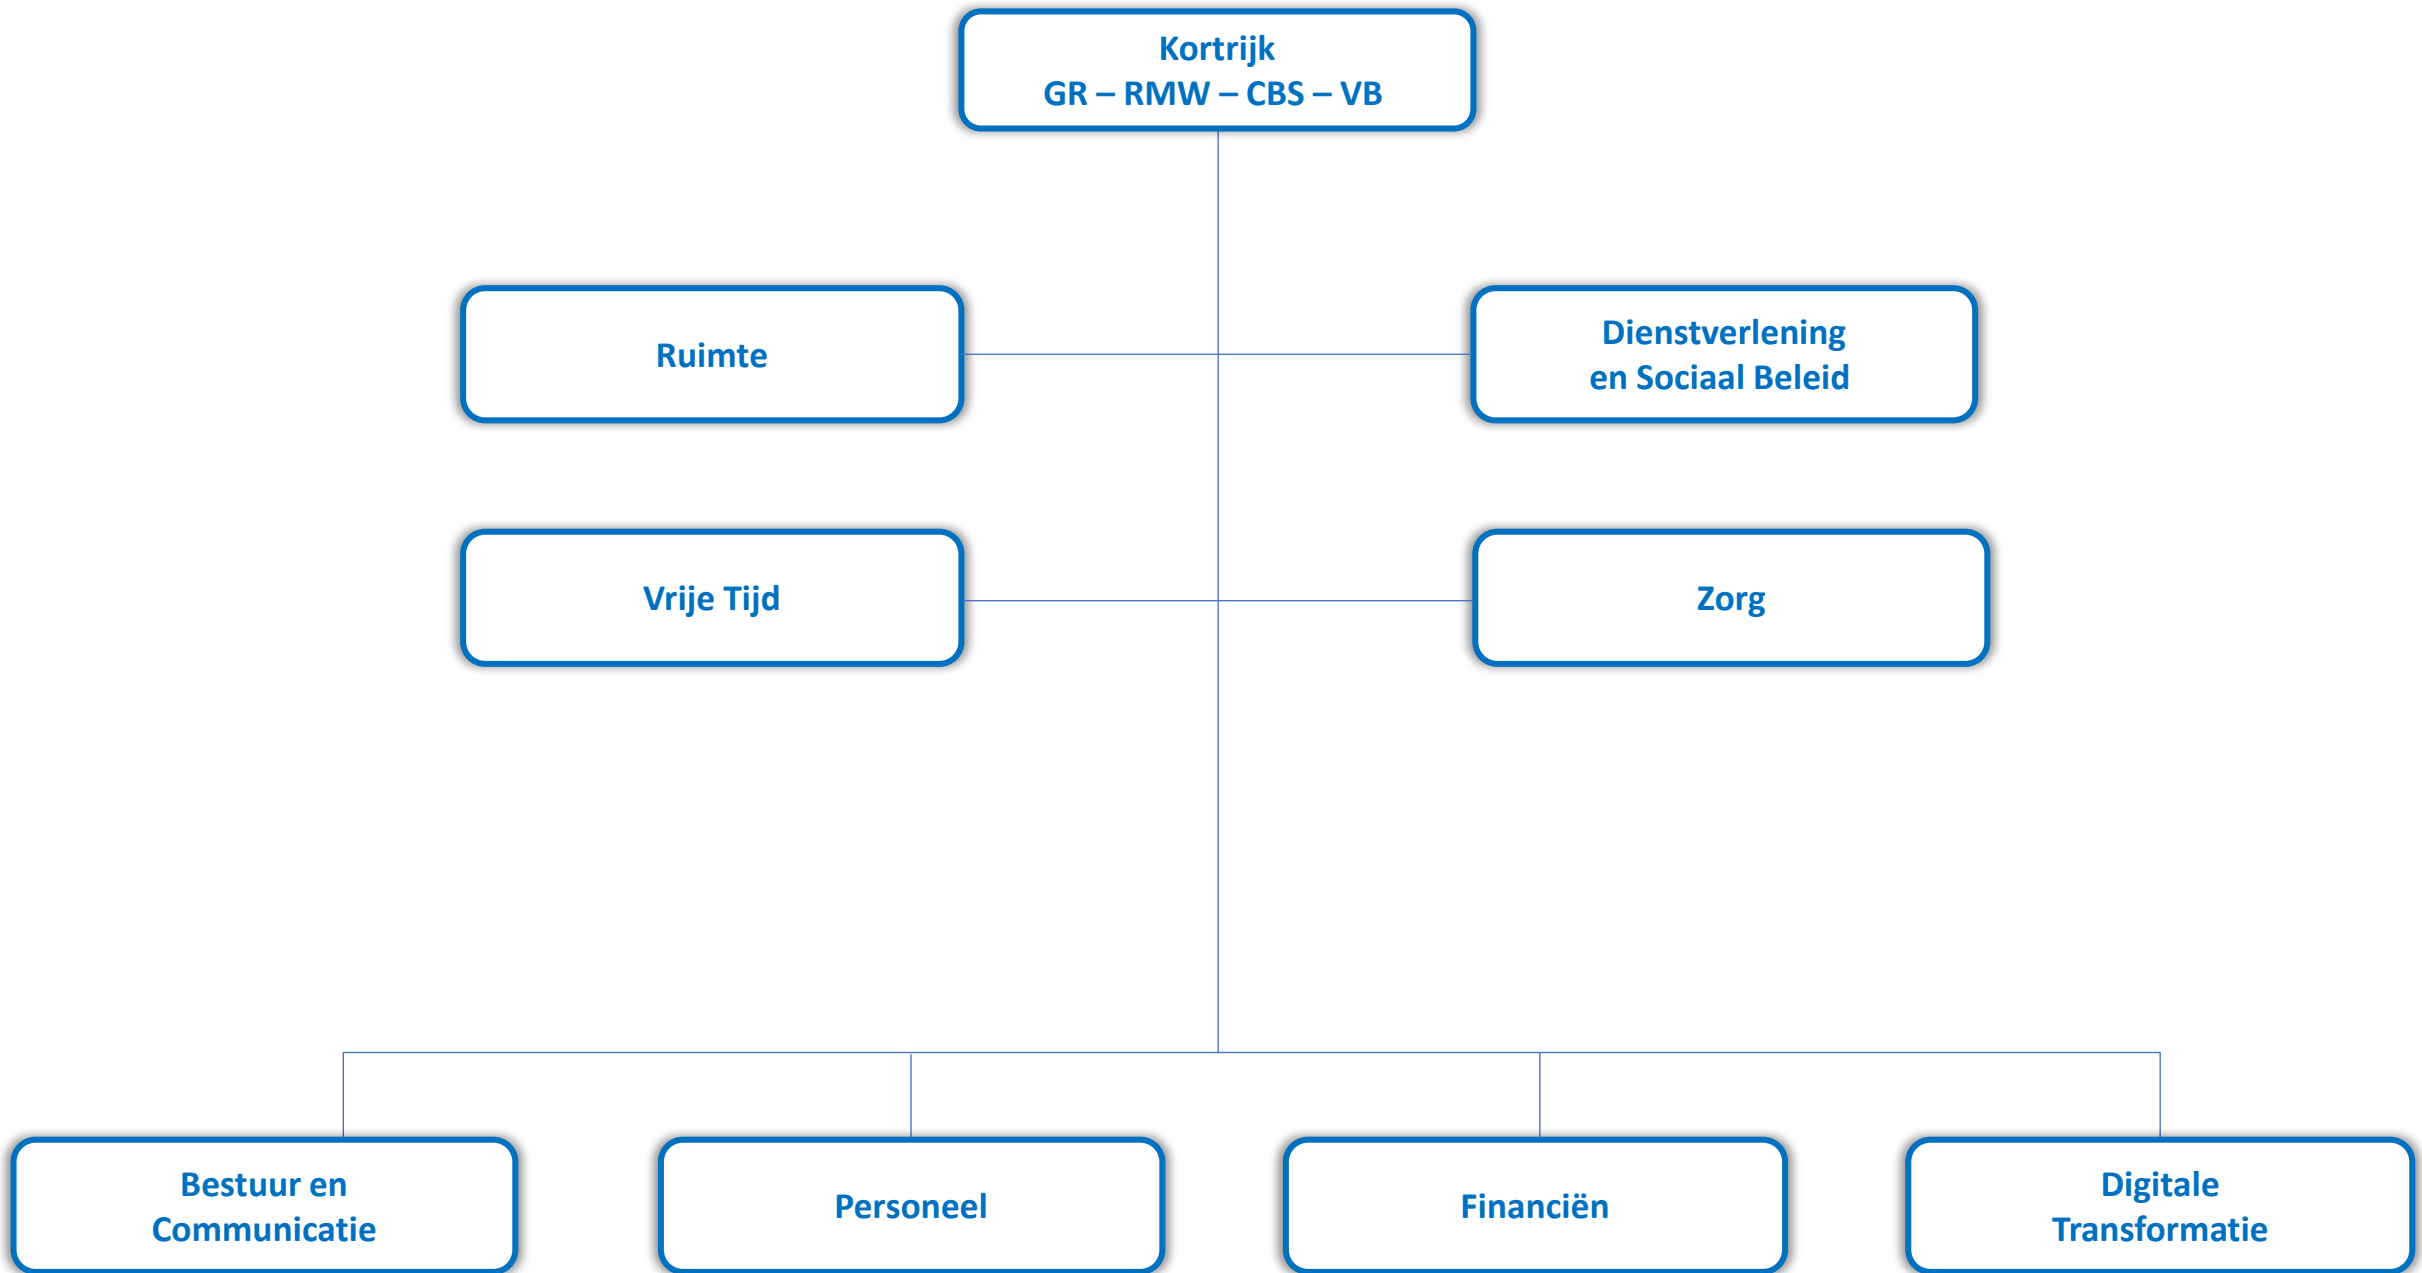 Kortrijk
GR – RMW – CBS – VB
Ruimte
Dienstverlening
en Sociaal Beleid
Vrije Tijd
Zorg
Bestuur en
Communicatie
Personeel
Financiën
Digitale
Transformatie